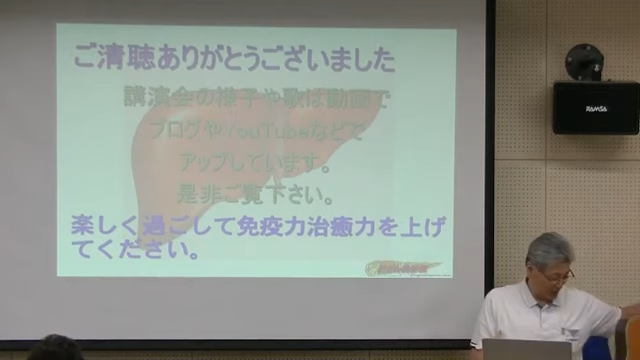 ご清聴ありがとうございました
講演会の様子や歌は動画で
ブログやYouTubeなどで
アップしています。
是非ご覧下さい。
楽しく過ごして免疫力治癒力を上げ
てください。
RAMSA